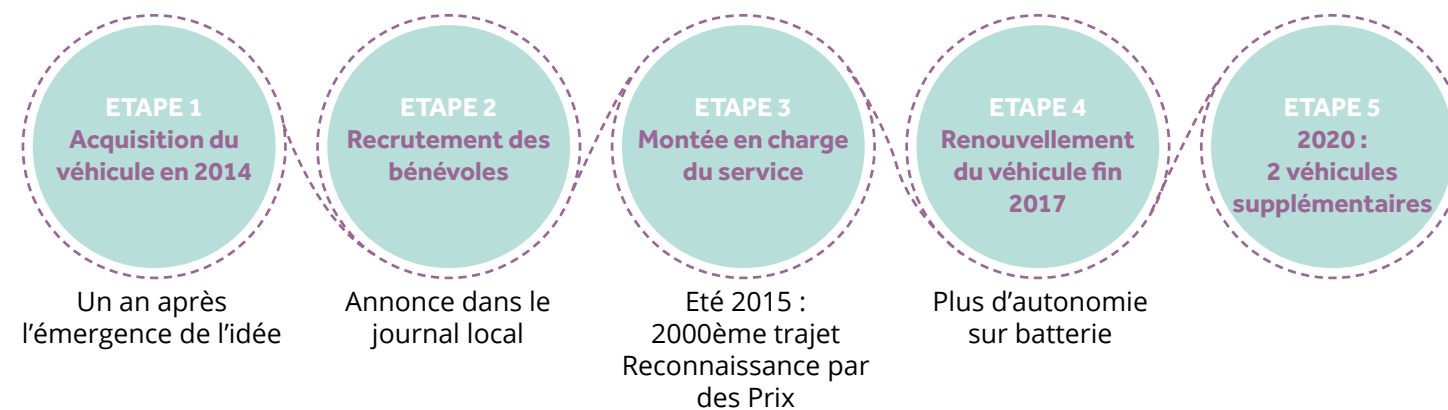 ETAPE 1
Acquisition du
véhicule en 2014
Un an après
l’émergence de l’idée
ETAPE 2
Recrutement des
bénévoles
Annonce dans le
journal local
ETAPE 3
Montée en charge
du service
Eté 2015 :
2000ème trajet
Reconnaissance par
des Prix
ETAPE 4
Renouvellement
du véhicule fin
2017
Plus d’autonomie
sur batterie
ETAPE 5
2020 :
2 véhicules
supplémentaires